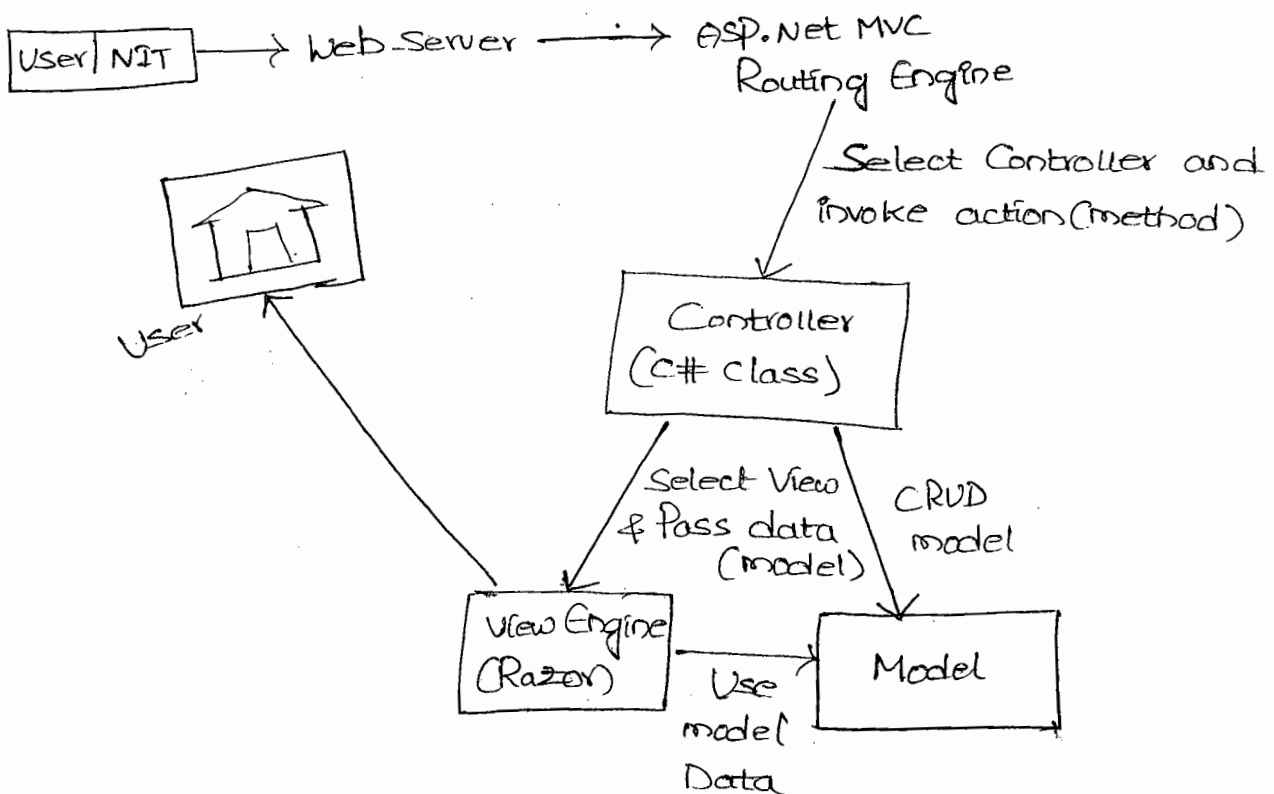 User | NIT
Web-Server
ASP.Net MVC
Routing Engine
Select Controller and
invoke action(method)
User
Controller
(C# class)
Select View
& Pass data
(model)
CRUD
model
View Engine
(Razor)
Use
model
Data
Model